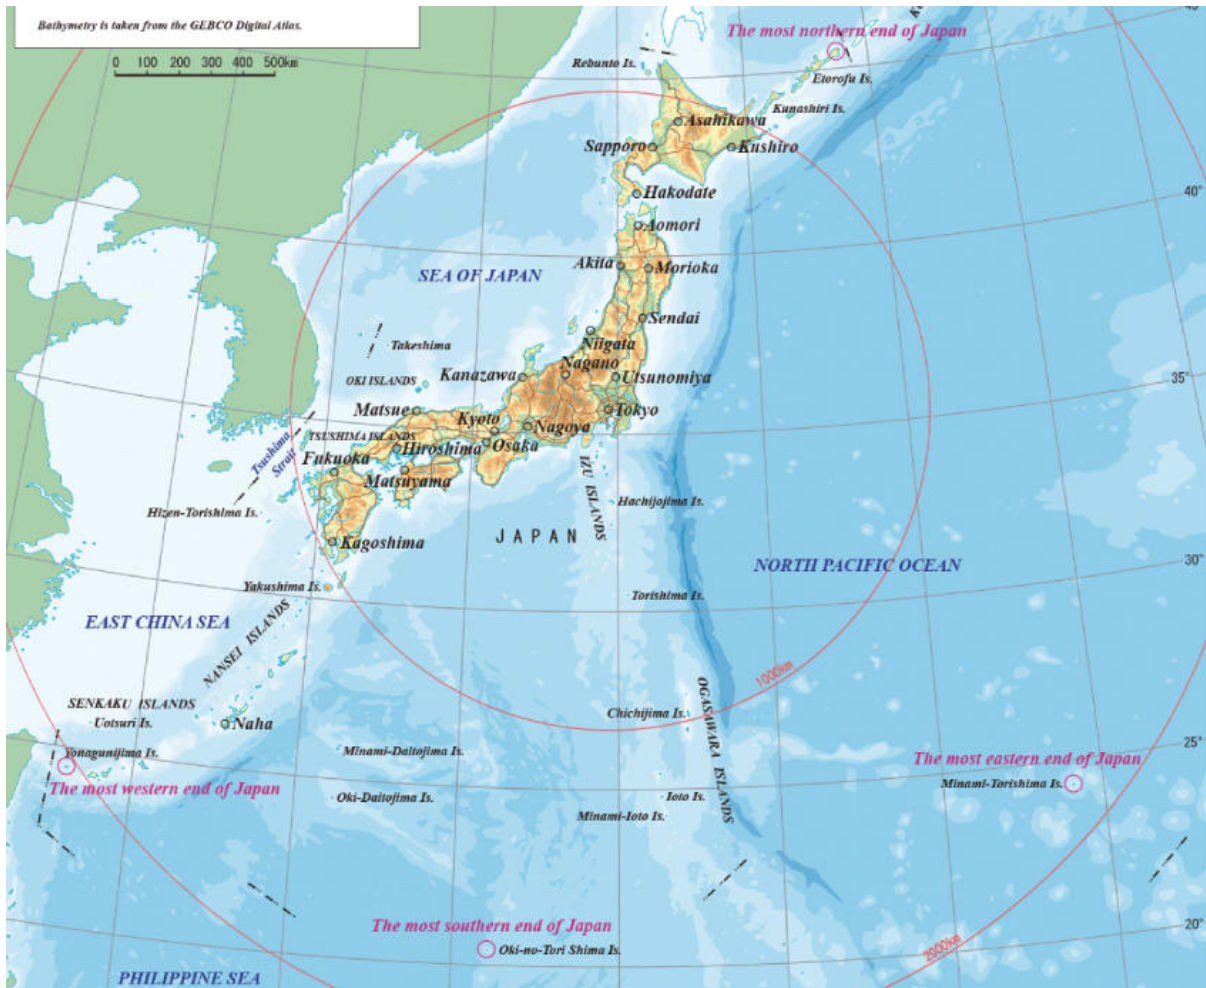 Bathymetry is taken from the GEBCO Digital Atlas.
0 100 200 300 400 500km
The most northern end of Japan
Rebunto Is.
Etorofu Is.
Kunashiri Is.
Asahikawa
Sapporo
Kushiro
Hakodate
40°
Aomori
Akita
Morioka
SEA OF JAPAN
Sendai
Niigata
Takeshima
Nagano
Kanazawa
Utsunomiya
35°
OKI ISLANDS
Matsue
Kyoto
Tokyo
Nagoya
TSUSHIMA ISLANDS
Hiroshima
Osaka
Tsushima
Strait
Fukuoka
Matsuyama
IZU ISLANDS
Hachijojima Is.
Hizen-Torishima Is.
JAPAN
Kagoshima
30°
NORTH PACIFIC OCEAN
Yakushima Is.
Torishima Is.
EAST CHINA SEA
NANSEI ISLANDS
1000km
SENKAKU ISLANDS
Uotsuri Is.
Naha
Chichijima Is.
OGASAWARA ISLANDS
25°
Yonagunijima Is.
Minami-Daitojima Is.
The most eastern end of Japan
The most western end of Japan
Minami-Torishima Is.
Oki-Daitojima Is.
Ioto Is.
Minami-Ioto Is.
The most southern end of Japan
20°
Oki-no-Tori Shima Is.
2000km
PHILIPPINE SEA